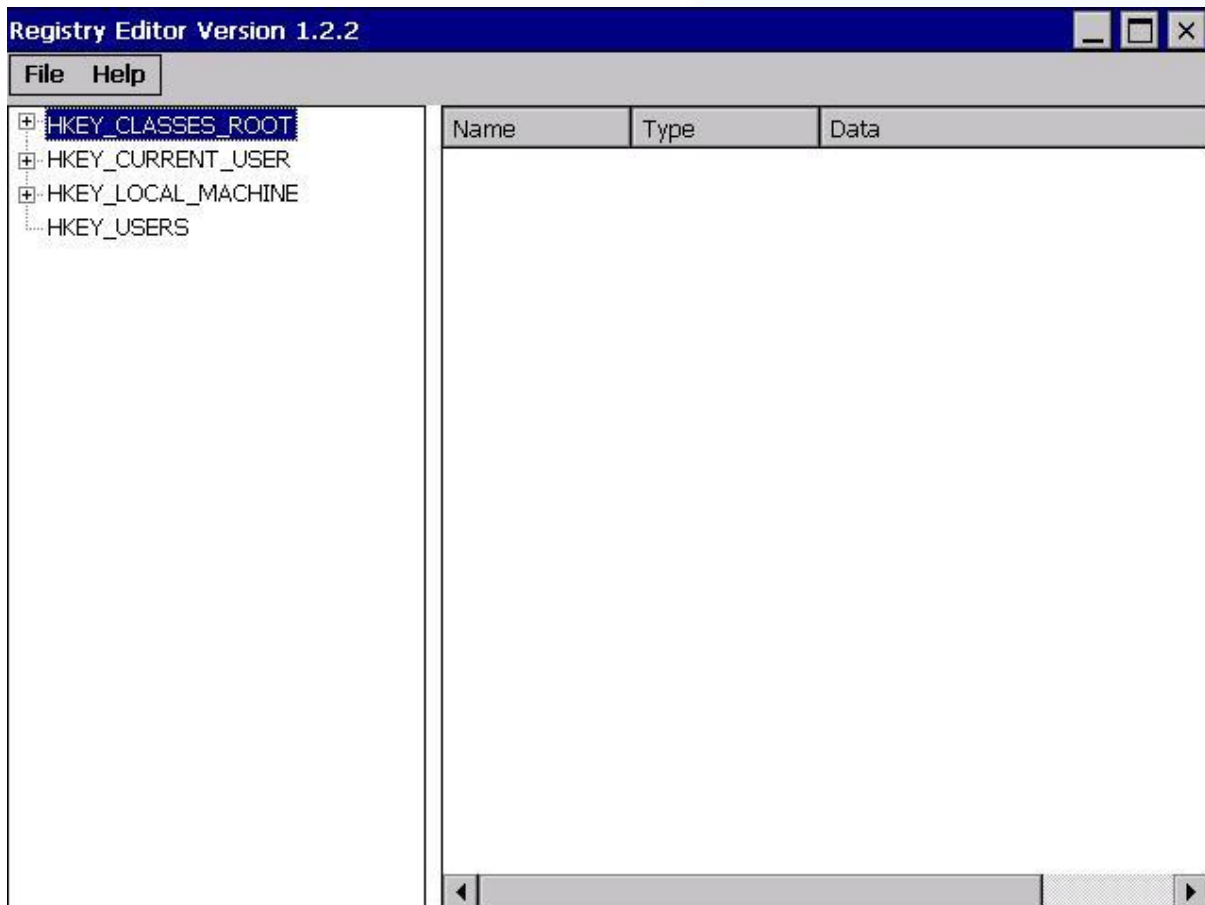 Registry Editor Version 1.2.2
File Help
HKEY_CLASSES_ROOT
HKEY_CURRENT_USER
HKEY_LOCAL_MACHINE
HKEY_USERS
Name Type Data